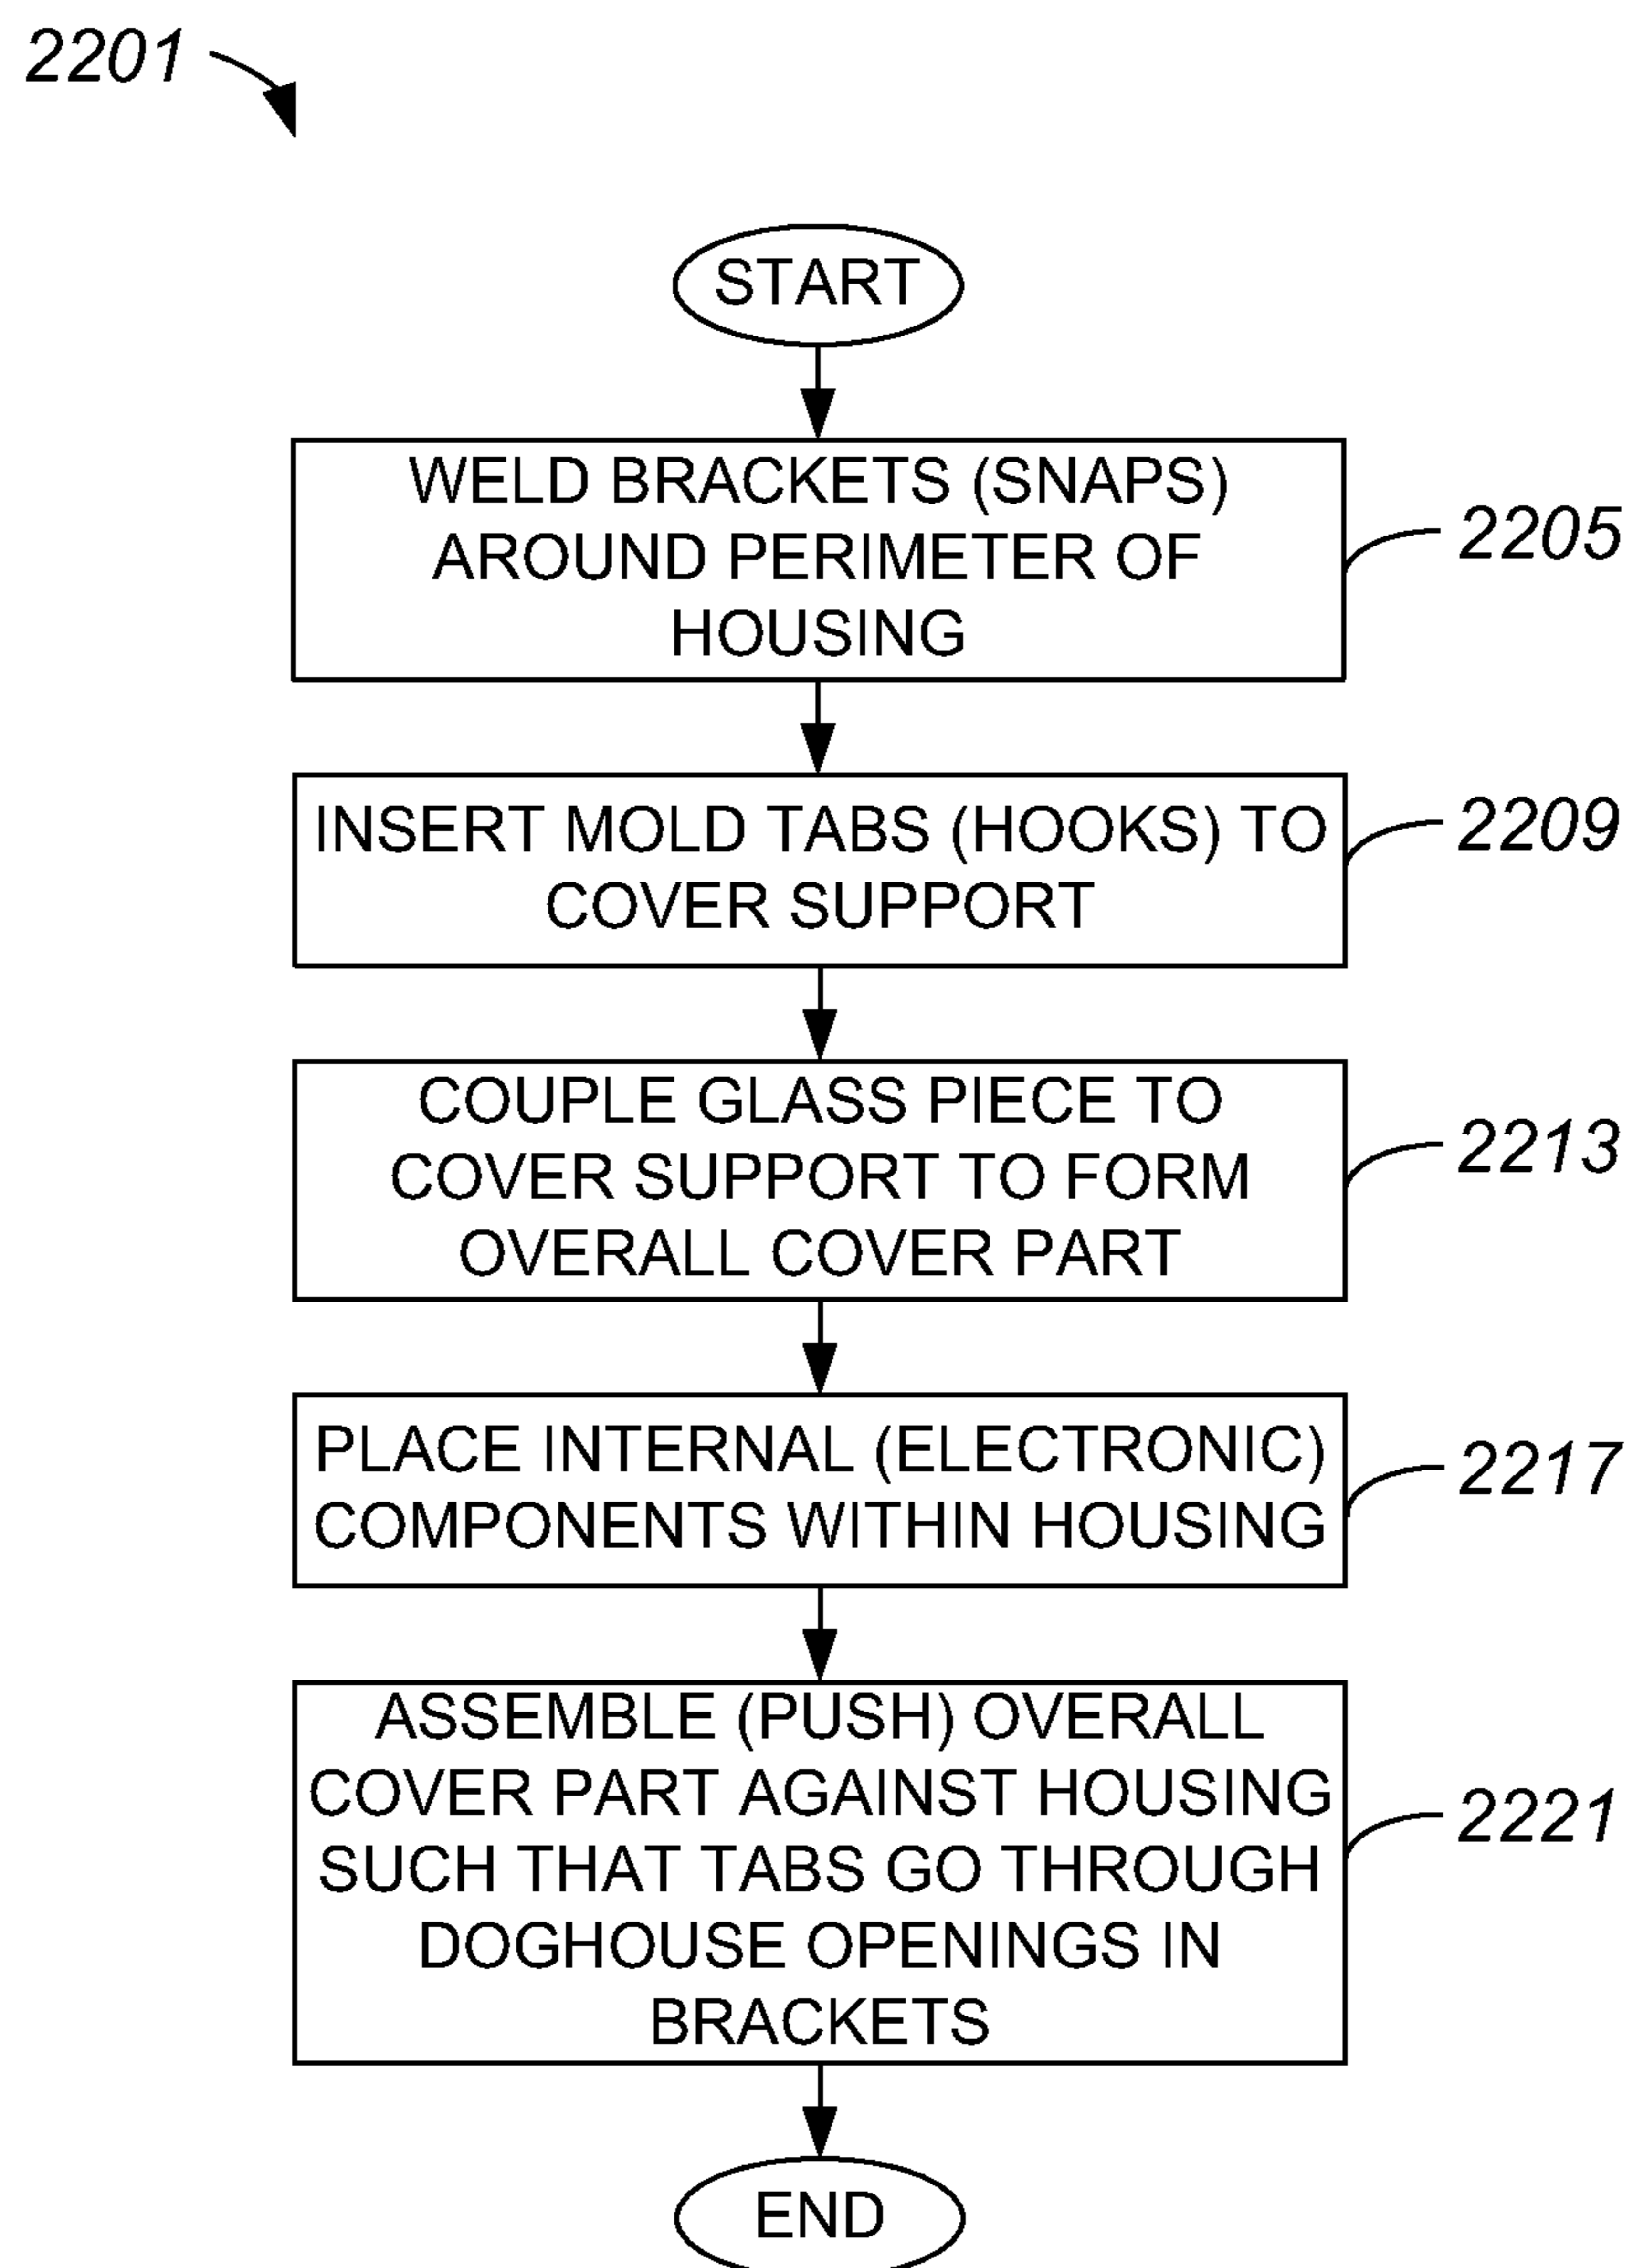 2201
START
WELD BRACKETS (SNAPS)
AROUND PERIMETER OF
HOUSING
2205
INSERT MOLD TABS (HOOKS) TO
COVER SUPPORT
2209
COUPLE GLASS PIECE TO
COVER SUPPORT TO FORM
OVERALL COVER PART
2213
PLACE INTERNAL (ELECTRONIC)
COMPONENTS WITHIN HOUSING
2217
ASSEMBLE (PUSH) OVERALL
COVER PART AGAINST HOUSING
SUCH THAT TABS GO THROUGH
DOGHOUSE OPENINGS IN
BRACKETS
2221
END